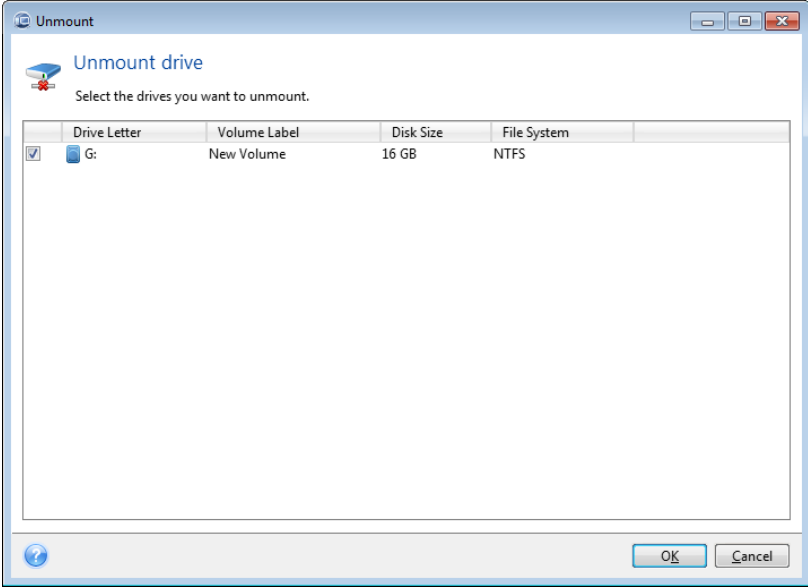 Unmount
Unmount drive
Select the drives you want to unmount.
Drive Letter Volume Label Disk Size File System
G: New Volume 16 GB NTFS
? OK Cancel